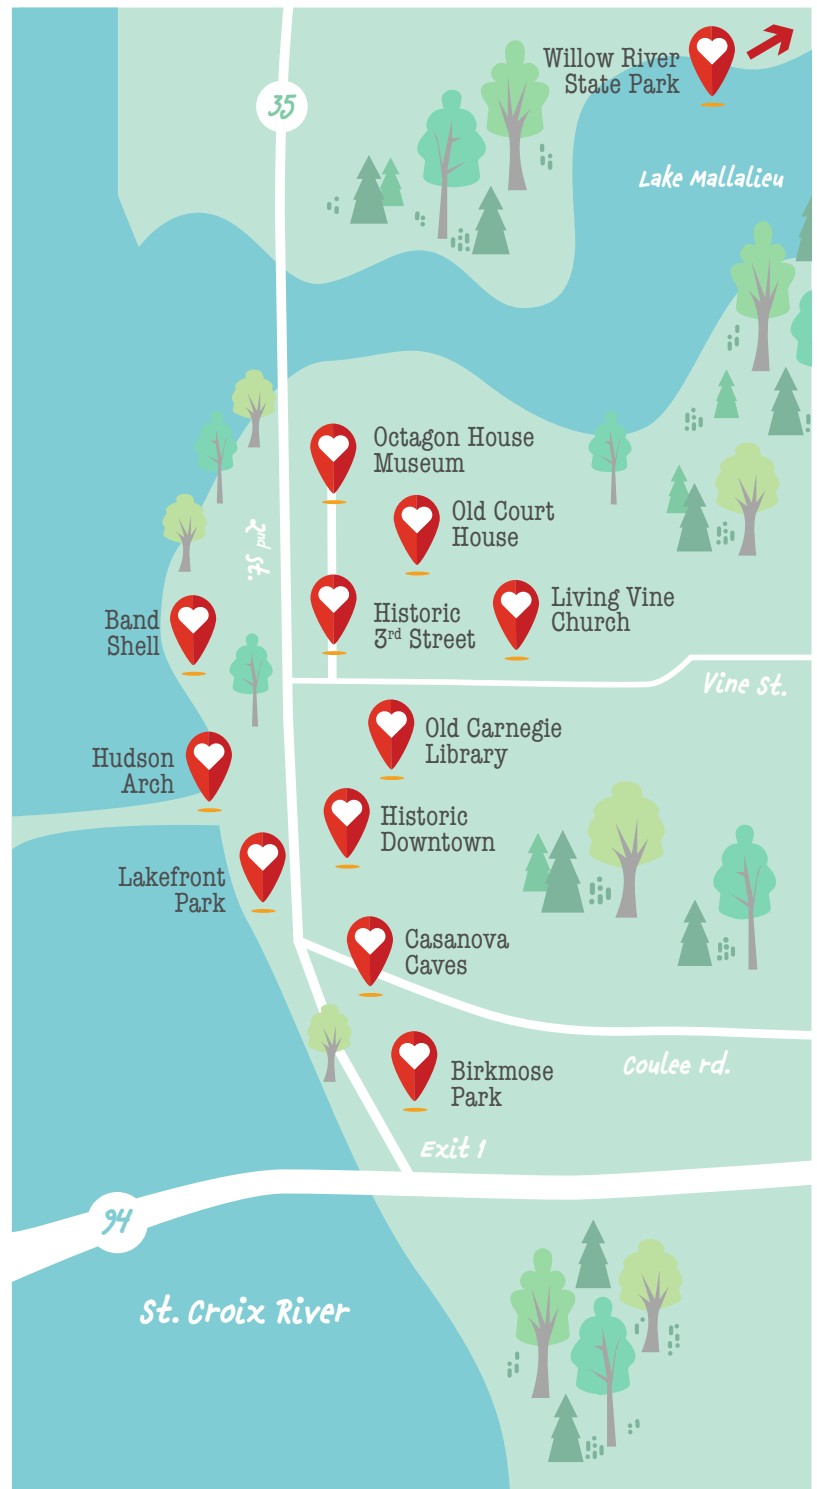 Willow River
State Park
35
Lake Mallalieu
Octagon House
Museum
Old Court
House
2nd St.
Historic
3rd Street
Living Vine
Church
Band
Shell
Vine St.
Old Carnegie
Library
Hudson
Arch
Historic
Downtown
Lakefront
Park
Casanova
Caves
Coulee rd.
Birkmose
Park
Exit 1
94
St. Croix River